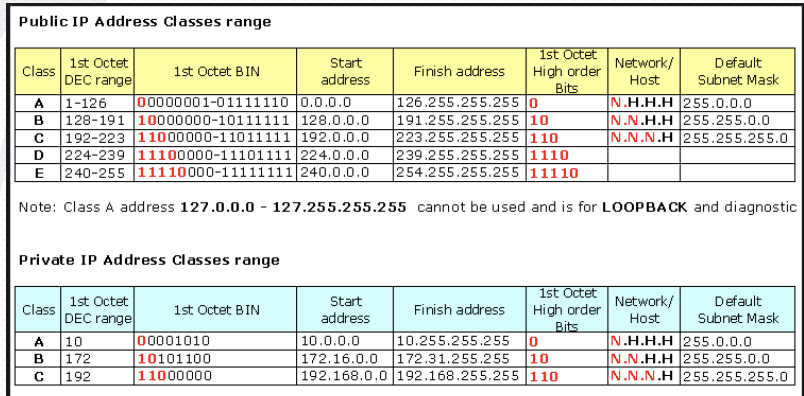 Public IP Address Classes range
Class 1st Octet DEC range 1st Octet BIN Start address Finish address 1st Octet High order Bits Network/ Host Default Subnet Mask
A 1-126 00000001-01111110 0.0.0.0 126.255.255.255 0 N.H.H.H 255.0.0.0
B 128-191 10000000-10111111 128.0.0.0 191.255.255.255 10 N.N.H.H 255.255.0.0
C 192-223 11000000-11011111 192.0.0.0 223.255.255.255 110 N.N.N.H 255.255.255.0
D 224-239 11100000-11101111 224.0.0.0 239.255.255.255 1110
E 240-255 11110000-11111111 240.0.0.0 254.255.255.255 11110
Note: Class A address 127.0.0.0 - 127.255.255.255 cannot be used and is for LOOPBACK and diagnostic
Private IP Address Classes range
Class 1st Octet DEC range 1st Octet BIN Start address Finish address 1st Octet High order Bits Network/ Host Default Subnet Mask
A 10 00001010 10.0.0.0 10.255.255.255 0 N.H.H.H 255.0.0.0
B 172 10101100 172.16.0.0 172.31.255.255 10 N.N.H.H 255.255.0.0
C 192 11000000 192.168.0.0 192.168.255.255 110 N.N.N.H 255.255.255.0